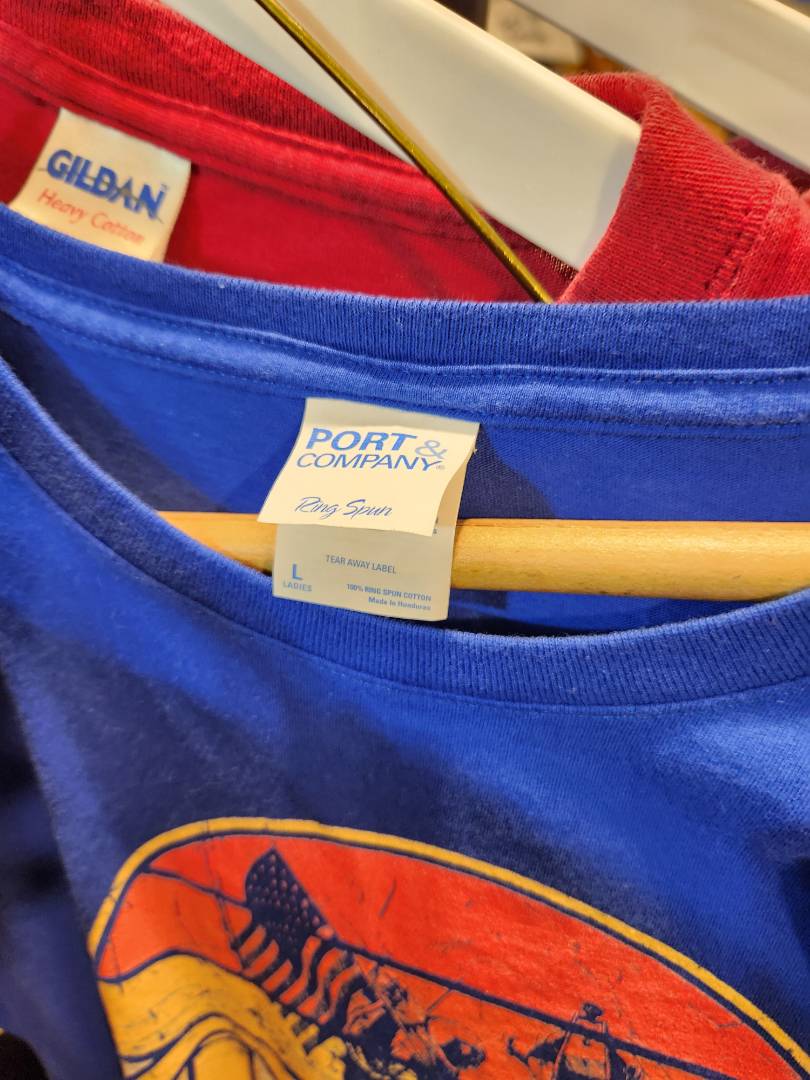 GILDAN
Heavy Cotton
PORT &
COMPANY®
Ring Spun
TEAR AWAY LABEL
L
LADIES
100% RING SPUN COTTON
Made In Honduras